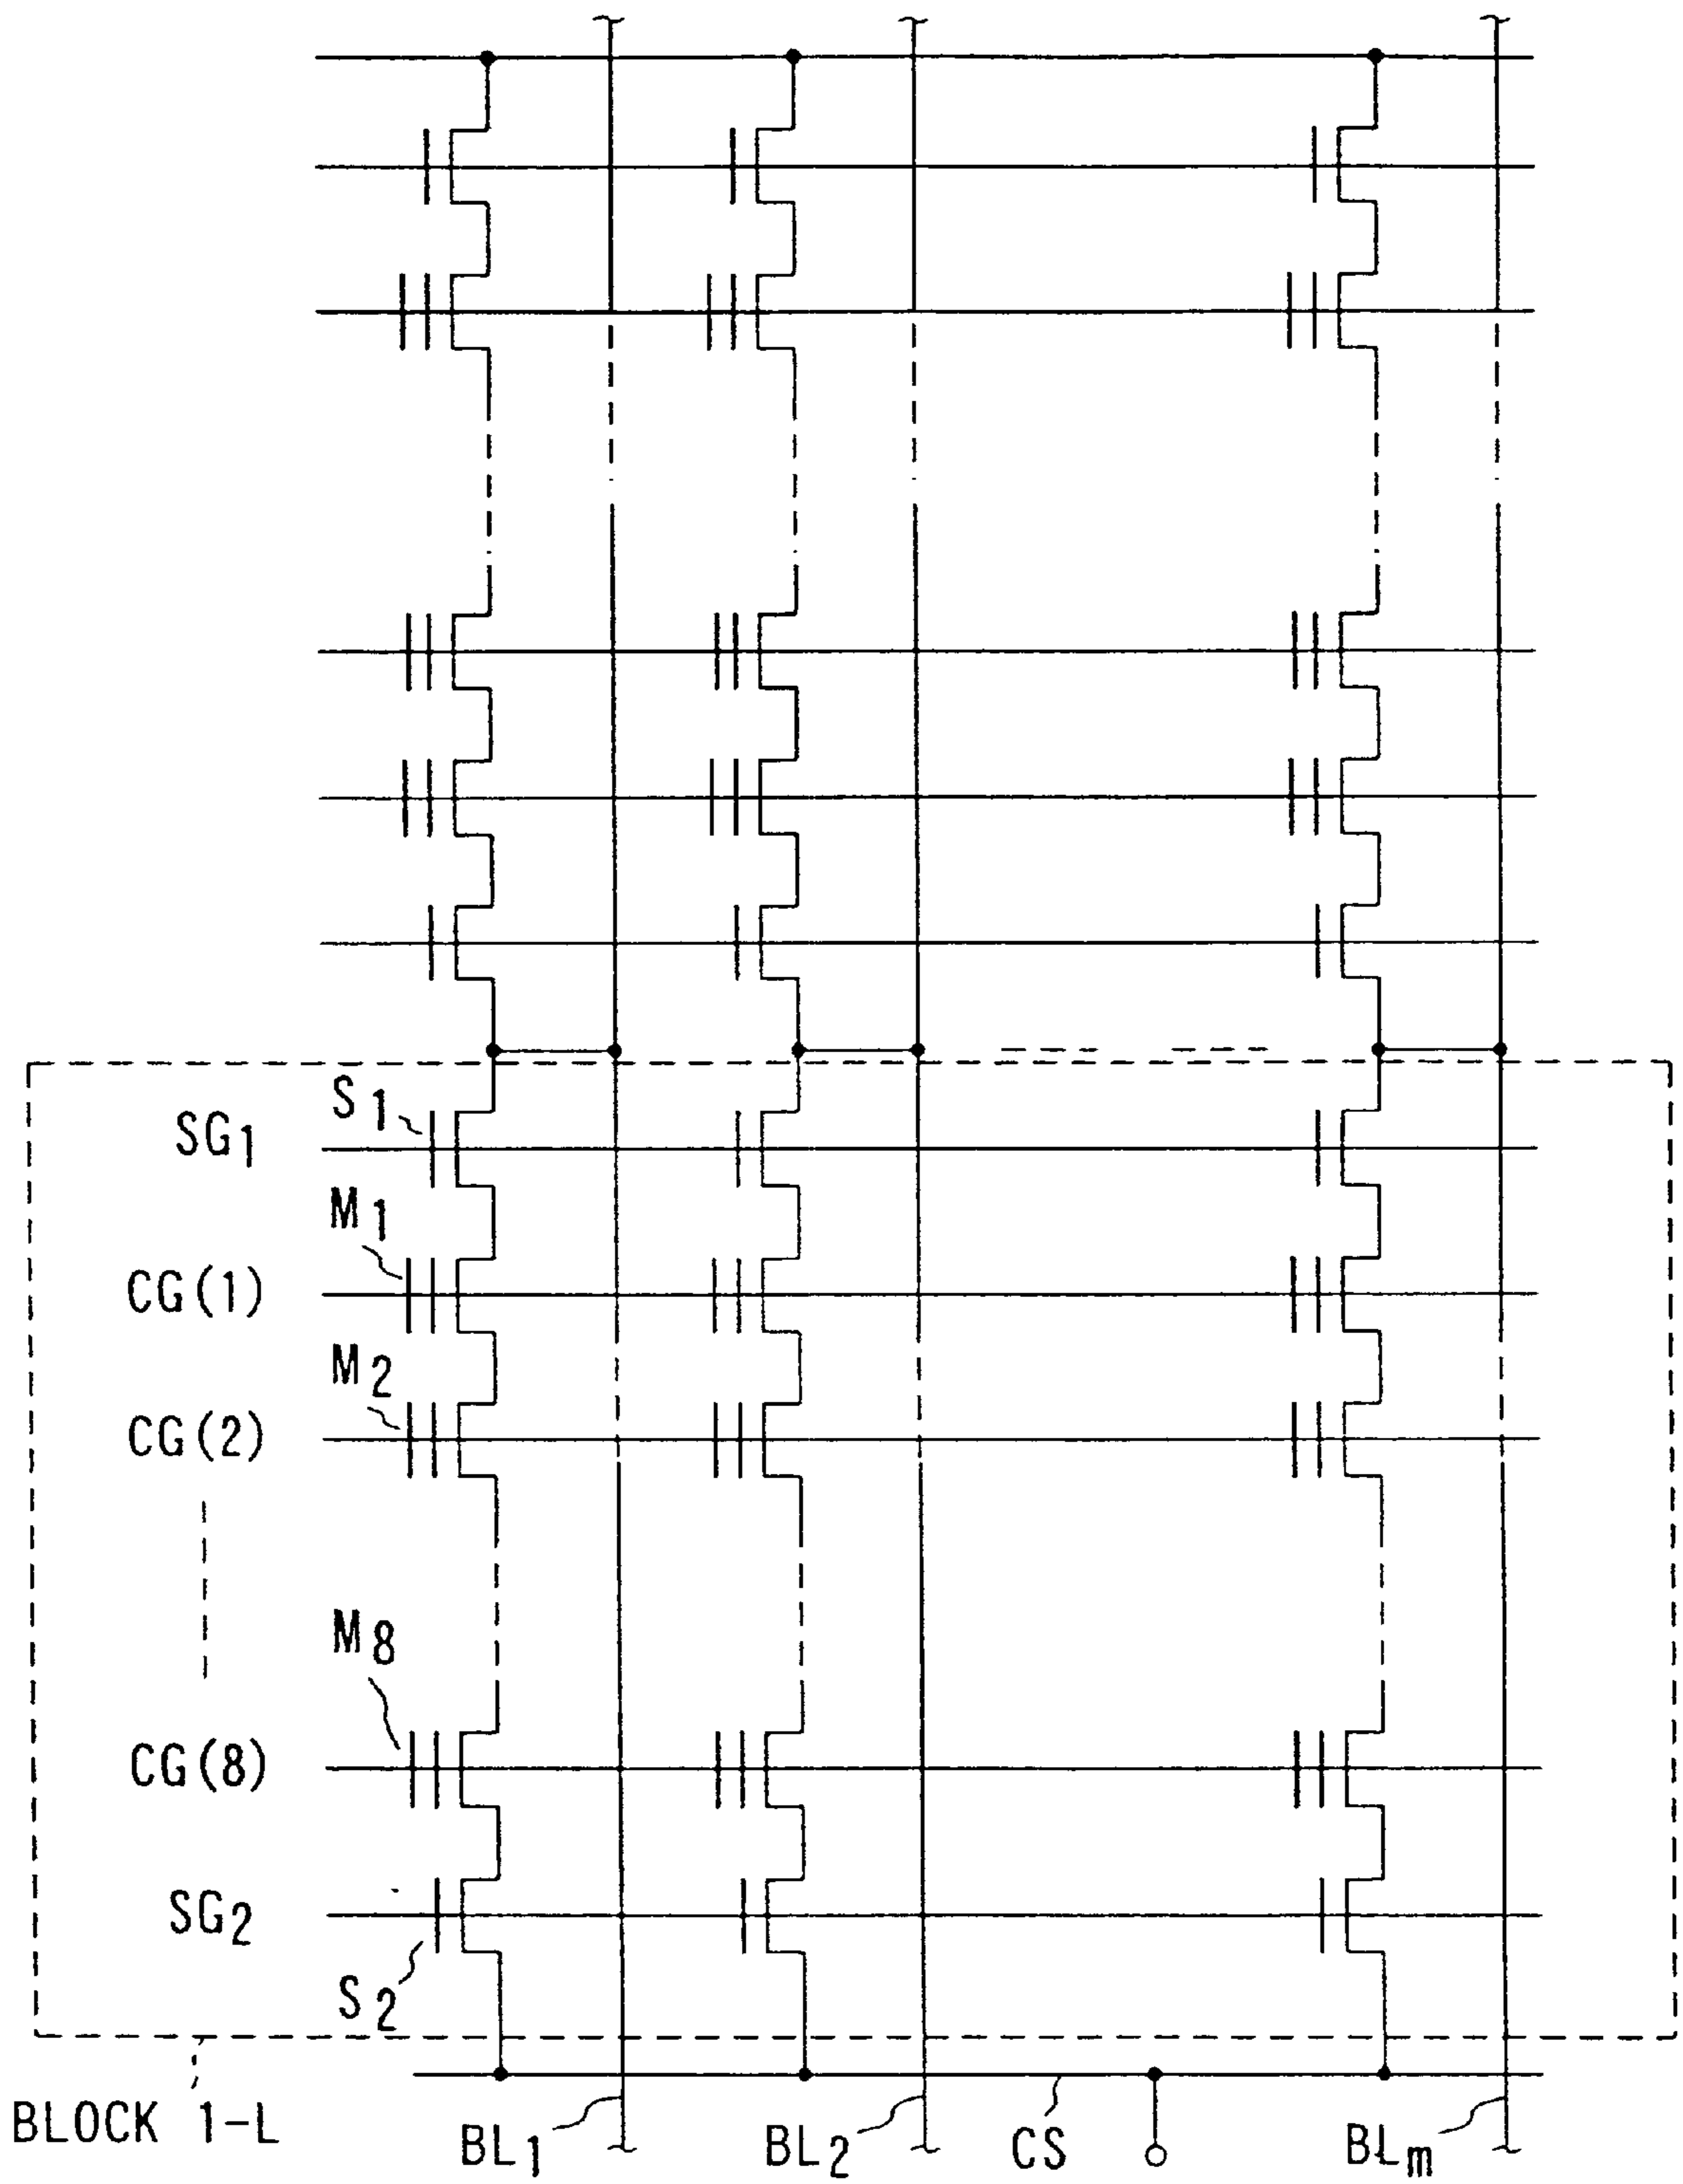 S1
SG1
M1
CG(1)
M2
CG(2)
M8
CG(8)
SG2
S2
BLOCK 1-L
BL1
BL2
CS
BLm